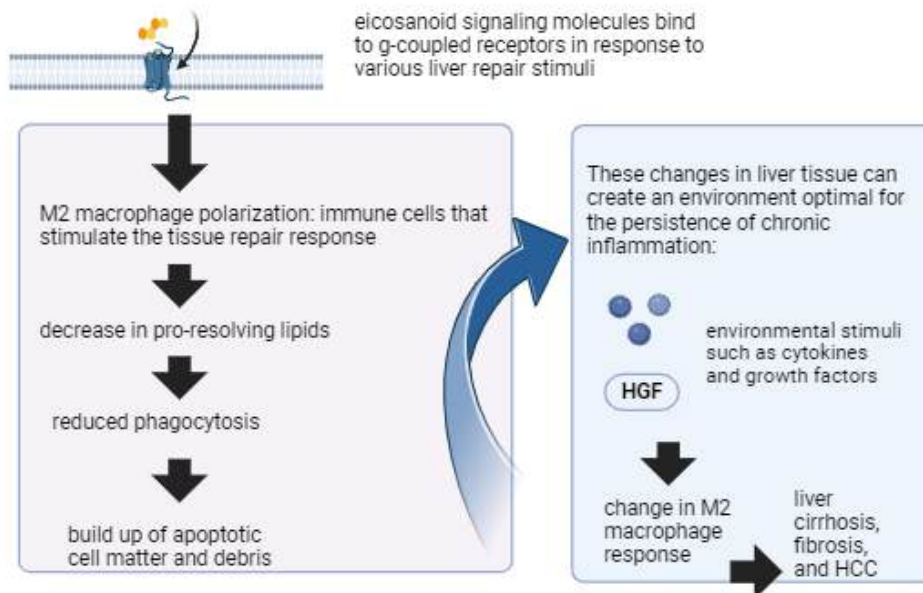 eicosanoid signaling molecules bind
to g-coupled receptors in response to
various liver repair stimuli
M2 macrophage polarization: immune cells that
stimulate the tissue repair response
decrease in pro-resolving lipids
reduced phagocytosis
build up of apoptotic
cell matter and debris
These changes in liver tissue can
create an environment optimal for
the persistence of chronic
inflammation:
environmental stimuli
such as cytokines
and growth factors
HGF
change in M2
macrophage
response
liver
cirrhosis,
fibrosis,
and HCC